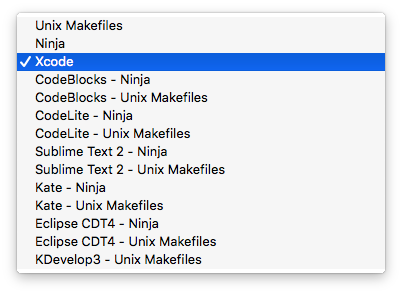 Unix Makefiles
Ninja
Xcode
CodeBlocks - Ninja
CodeBlocks - Unix Makefiles
CodeLite - Ninja
CodeLite - Unix Makefiles
Sublime Text 2 - Ninja
Sublime Text 2 - Unix Makefiles
Kate - Ninja
Kate - Unix Makefiles
Eclipse CDT4 - Ninja
Eclipse CDT4 - Unix Makefiles
KDevelop3 - Unix Makefiles